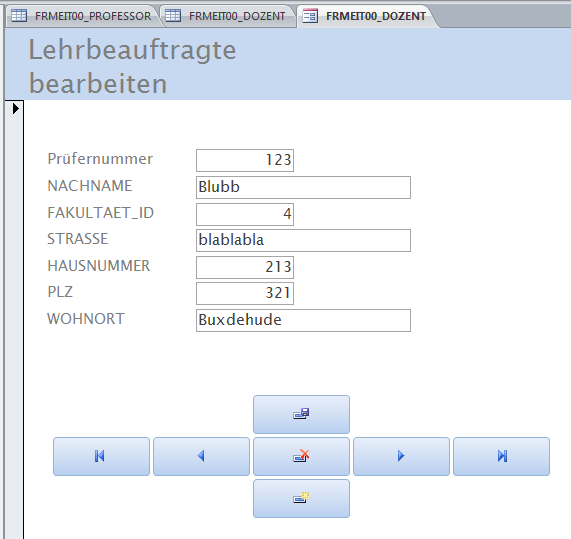 FRMEIT00_PROFESSOR FRMEIT00_DOZENT FRMEIT00_DOZENT
Lehrbeauftragte
bearbeiten
Prüfernummer 123
NACHNAME Blubb
FAKULTAET_ID 4
STRASSE blablabla
HAUSNUMMER 213
PLZ 321
WOHNORT Buxdehude